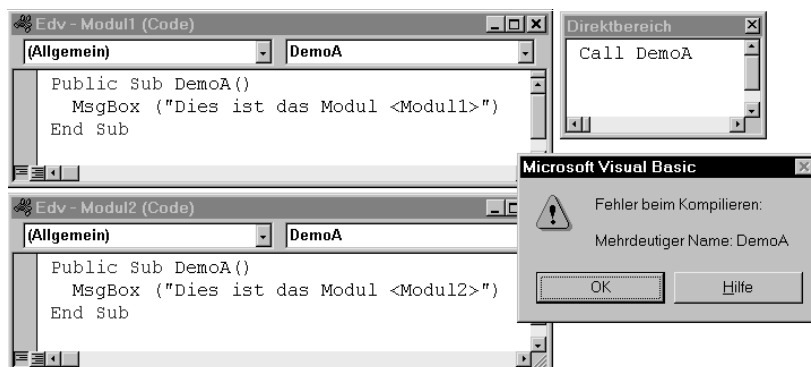 Edv - Modul1 (Code)
(Allgemein) DemoA
Public Sub DemoA()
MsgBox ("Dies ist das Modul <Modul1>")
End Sub
Direktbereich
Call DemoA
Microsoft Visual Basic
Fehler beim Kompilieren:
Mehrdeutiger Name: DemoA
OK Hilfe
Edv - Modul2 (Code)
(Allgemein) DemoA
Public Sub DemoA()
MsgBox ("Dies ist das Modul <Modul2>")
End Sub